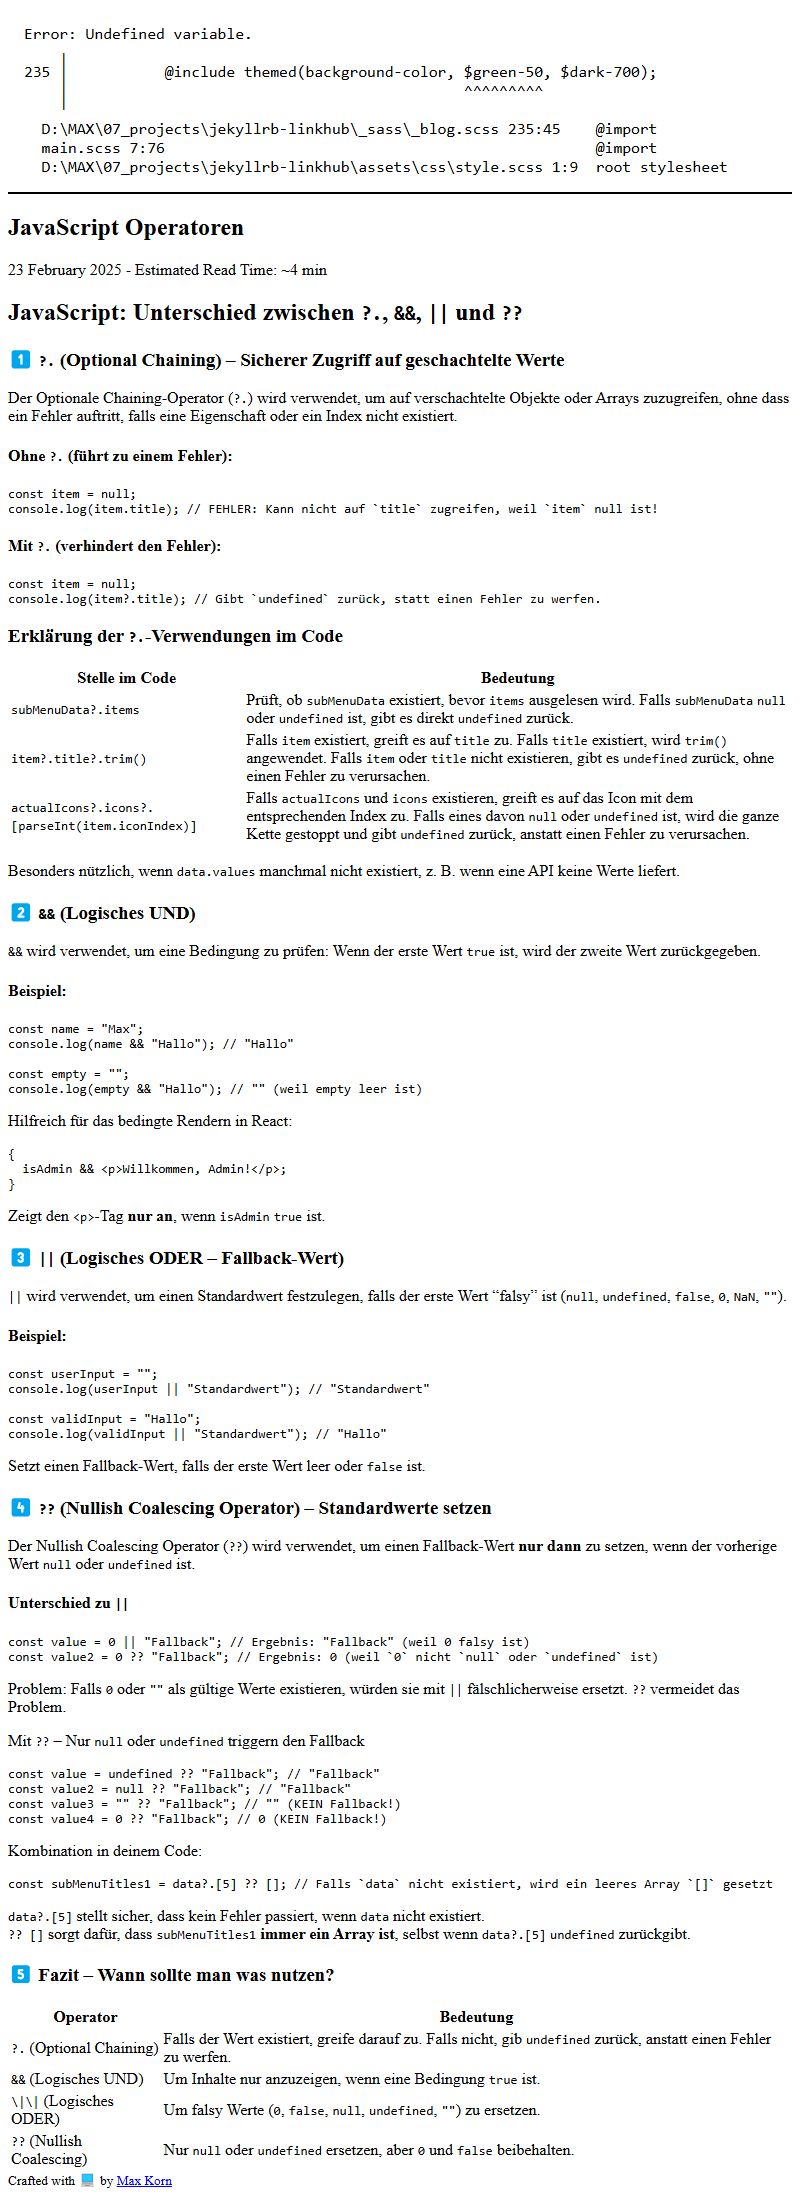 Error: Undefined variable.
235 │ @include themed(background-color, $green-50, $dark-700);
^^^^^^^^^
D:\MAX\07_projects\jekyllrb-linkhub\_sass\_blog.scss 235:45 @import
main.scss 7:76 @import
D:\MAX\07_projects\jekyllrb-linkhub\assets\css\style.scss 1:9 root stylesheet
JavaScript Operatoren
23 February 2025 - Estimated Read Time: ~4 min
JavaScript: Unterschied zwischen ?., &&, || und ??
1 ?. (Optional Chaining) – Sicherer Zugriff auf geschachtelte Werte
Der Optionale Chaining-Operator (?.) wird verwendet, um auf verschachtelte Objekte oder Arrays zuzugreifen, ohne dass
ein Fehler auftritt, falls eine Eigenschaft oder ein Index nicht existiert.
Ohne ?. (führt zu einem Fehler):
const item = null;
console.log(item.title); // FEHLER: Kann nicht auf `title` zugreifen, weil `item` null ist!
Mit ?. (verhindert den Fehler):
const item = null;
console.log(item?.title); // Gibt `undefined` zurück, statt einen Fehler zu werfen.
Erklärung der ?.-Verwendungen im Code
Stelle im Code Bedeutung
subMenuData?.items Prüft, ob subMenuData existiert, bevor items ausgelesen wird. Falls subMenuData null
oder undefined ist, gibt es direkt undefined zurück.
item?.title?.trim() Falls item existiert, greift es auf title zu. Falls title existiert, wird trim()
angewendet. Falls item oder title nicht existieren, gibt es undefined zurück, ohne
einen Fehler zu verursachen.
actualIcons?.icons?.
[parseInt(item.iconIndex)]
Falls actualIcons und icons existieren, greift es auf das Icon mit dem
entsprechenden Index zu. Falls eines davon null oder undefined ist, wird die ganze
Kette gestoppt und gibt undefined zurück, anstatt einen Fehler zu verursachen.
Besonders nützlich, wenn data.values manchmal nicht existiert, z. B. wenn eine API keine Werte liefert.
2 && (Logisches UND)
&& wird verwendet, um eine Bedingung zu prüfen: Wenn der erste Wert true ist, wird der zweite Wert zurückgegeben.
Beispiel:
const name = "Max";
console.log(name && "Hallo"); // "Hallo"
const empty = "";
console.log(empty && "Hallo"); // "" (weil empty leer ist)
Hilfreich für das bedingte Rendern in React:
{
isAdmin && <p>Willkommen, Admin!</p>;
}
Zeigt den <p>-Tag nur an, wenn isAdmin true ist.
3 || (Logisches ODER – Fallback-Wert)
|| wird verwendet, um einen Standardwert festzulegen, falls der erste Wert “falsy” ist (null, undefined, false, 0, NaN, "").
Beispiel:
const userInput = "";
console.log(userInput || "Standardwert"); // "Standardwert"
const validInput = "Hallo";
console.log(validInput || "Standardwert"); // "Hallo"
Setzt einen Fallback-Wert, falls der erste Wert leer oder false ist.
4 ?? (Nullish Coalescing Operator) – Standardwerte setzen
Der Nullish Coalescing Operator (??) wird verwendet, um einen Fallback-Wert nur dann zu setzen, wenn der vorherige
Wert null oder undefined ist.
Unterschied zu ||
const value = 0 || "Fallback"; // Ergebnis: "Fallback" (weil 0 falsy ist)
const value2 = 0 ?? "Fallback"; // Ergebnis: 0 (weil `0` nicht `null` oder `undefined` ist)
Problem: Falls 0 oder "" als gültige Werte existieren, würden sie mit || fälschlicherweise ersetzt. ?? vermeidet das
Problem.
Mit ?? – Nur null oder undefined triggern den Fallback
const value = undefined ?? "Fallback"; // "Fallback"
const value2 = null ?? "Fallback"; // "Fallback"
const value3 = "" ?? "Fallback"; // "" (KEIN Fallback!)
const value4 = 0 ?? "Fallback"; // 0 (KEIN Fallback!)
Kombination in deinem Code:
const subMenuTitles1 = data?.[5] ?? []; // Falls `data` nicht existiert, wird ein leeres Array `[]` gesetzt
data?.[5] stellt sicher, dass kein Fehler passiert, wenn data nicht existiert.
?? [] sorgt dafür, dass subMenuTitles1 immer ein Array ist, selbst wenn data?.[5] undefined zurückgibt.
5 Fazit – Wann sollte man was nutzen?
Operator Bedeutung
?. (Optional Chaining) Falls der Wert existiert, greife darauf zu. Falls nicht, gib undefined zurück, anstatt einen Fehler
zu werfen.
&& (Logisches UND) Um Inhalte nur anzuzeigen, wenn eine Bedingung true ist.
\|\| (Logisches
ODER)
Um falsy Werte (0, false, null, undefined, "") zu ersetzen.
?? (Nullish
Coalescing)
Nur null oder undefined ersetzen, aber 0 und false beibehalten.
Crafted with 💻 by Max Korn